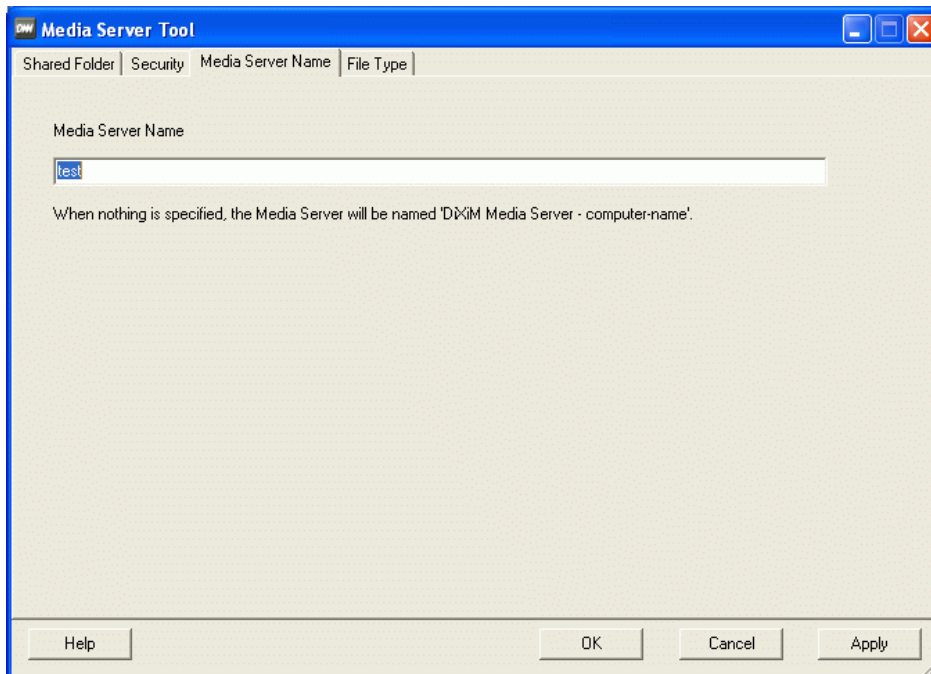 Media Server Tool
Shared Folder Security Media Server Name File Type
Media Server Name
test
When nothing is specified, the Media Server will be named 'DiXiM Media Server - computer-name'.
Help OK Cancel Apply